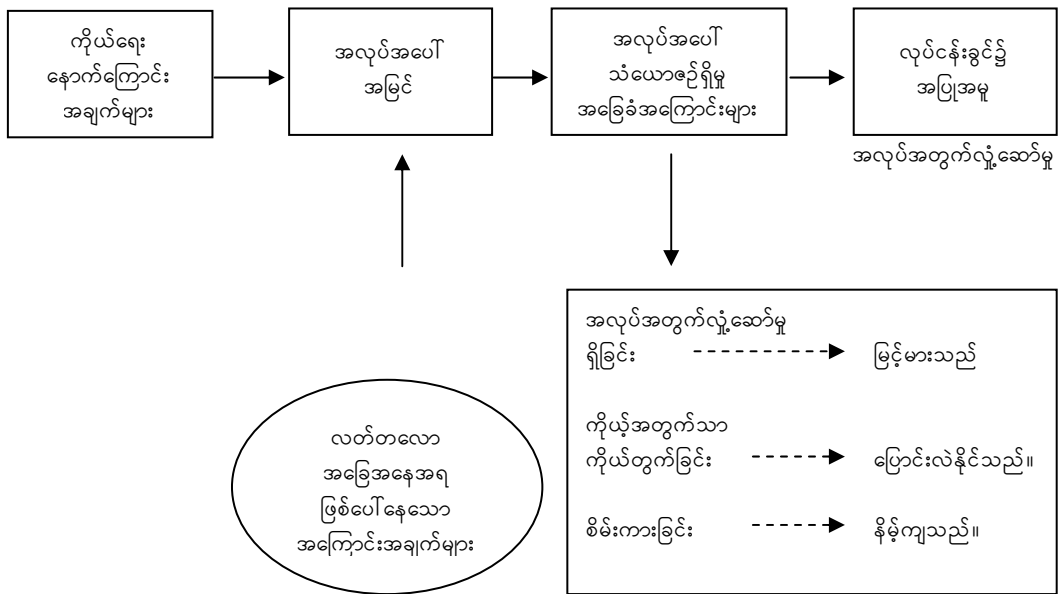 ကိုယ်ရေး
နောက်ကြောင်း
အချက်များ
အလုပ်အပေါ်
အမြင်
အလုပ်အပေါ်
သံယောဇဉ်ရှိမှု
အခြေခံအကြောင်းများ
လုပ်ငန်းခွင်၌
အပြုအမူ
အလုပ်အတွက်လှုံ့ဆော်မှု
လတ်တလော
အခြေအနေအရ
ဖြစ်ပေါ်နေသော
အကြောင်းအချက်များ
အလုပ်အတွက်လှုံ့ဆော်မှု
ရှိခြင်း မြင့်မားသည်
ကိုယ့်အတွက်သာ
ကိုယ်တွက်ခြင်း ပြောင်းလဲနိုင်သည်။
စိမ်းကားခြင်း နိမ့်ကျသည်။